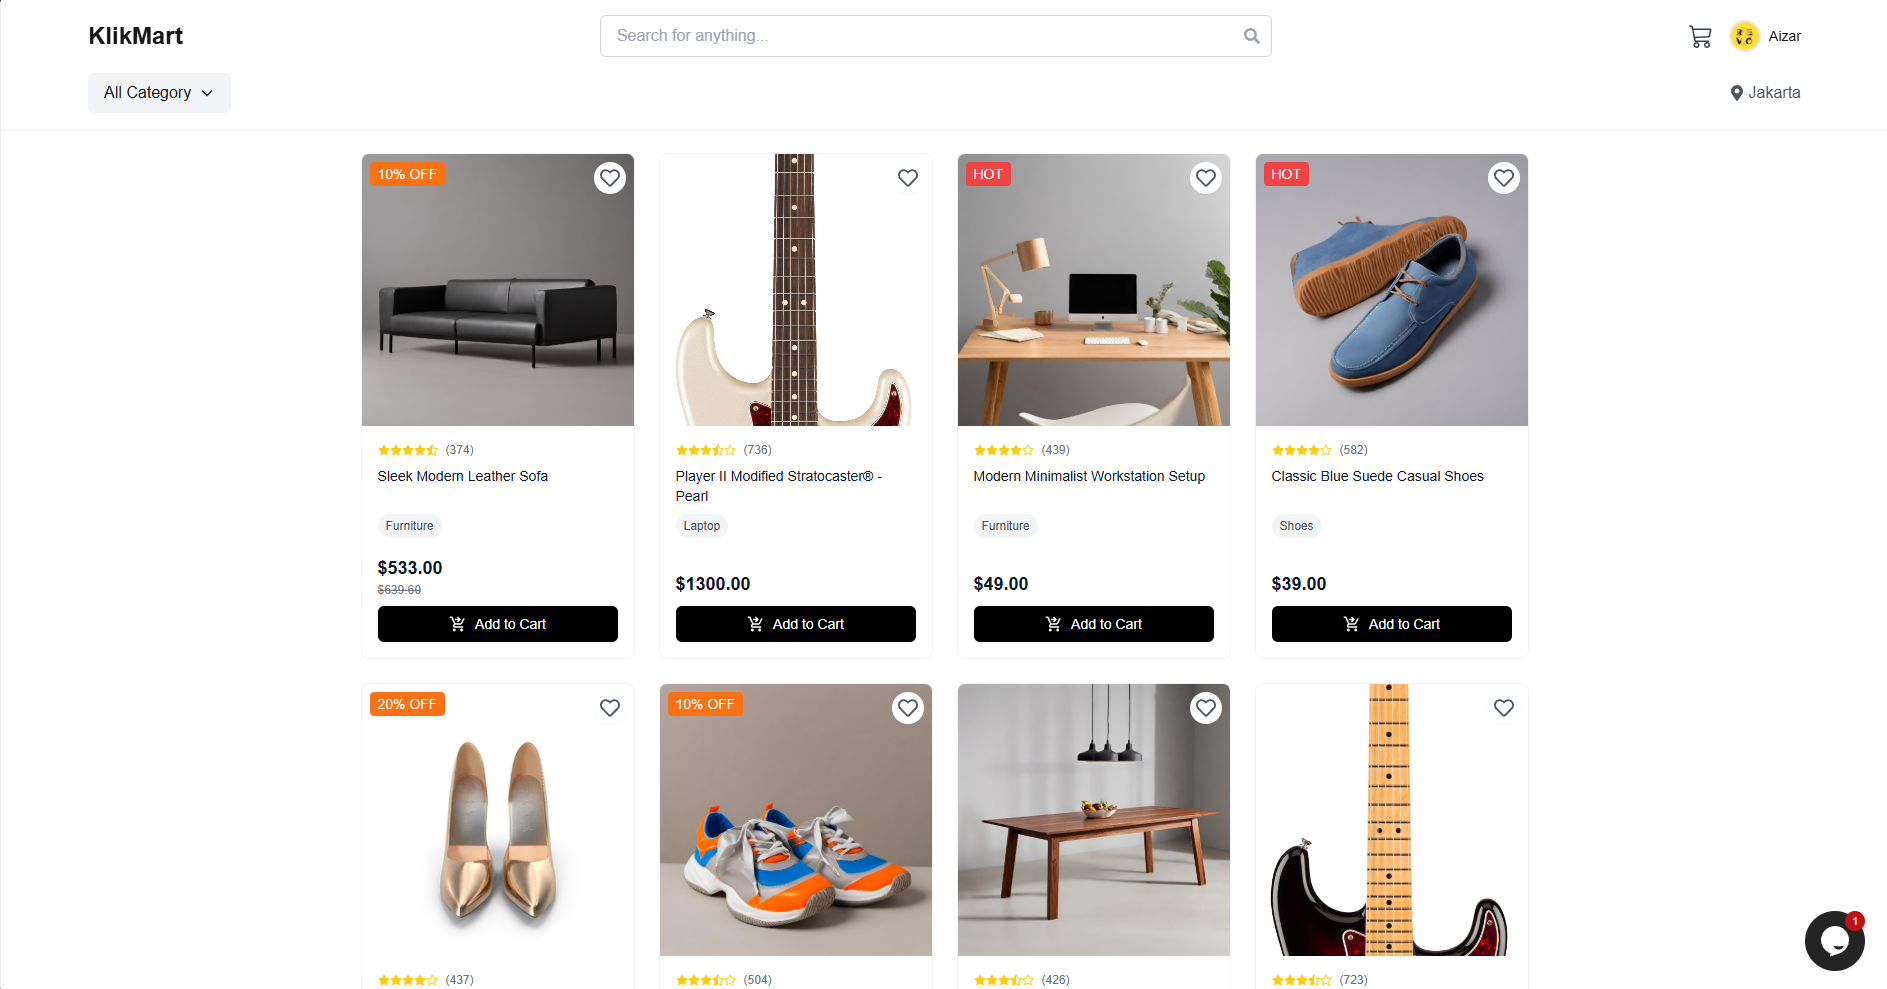 KlikMart
Search for anything...
Aizar
All Category
Jakarta
10% OFF
HOT
HOT
(374)
(736)
(439)
(582)
Sleek Modern Leather Sofa
Player II Modified Stratocaster® -
Pearl
Modern Minimalist Workstation Setup
Classic Blue Suede Casual Shoes
Furniture
Laptop
Furniture
Shoes
$533.00
$639.60
$1300.00
$49.00
$39.00
Add to Cart
Add to Cart
Add to Cart
Add to Cart
20% OFF
10% OFF
1
(437)
(504)
(426)
(723)